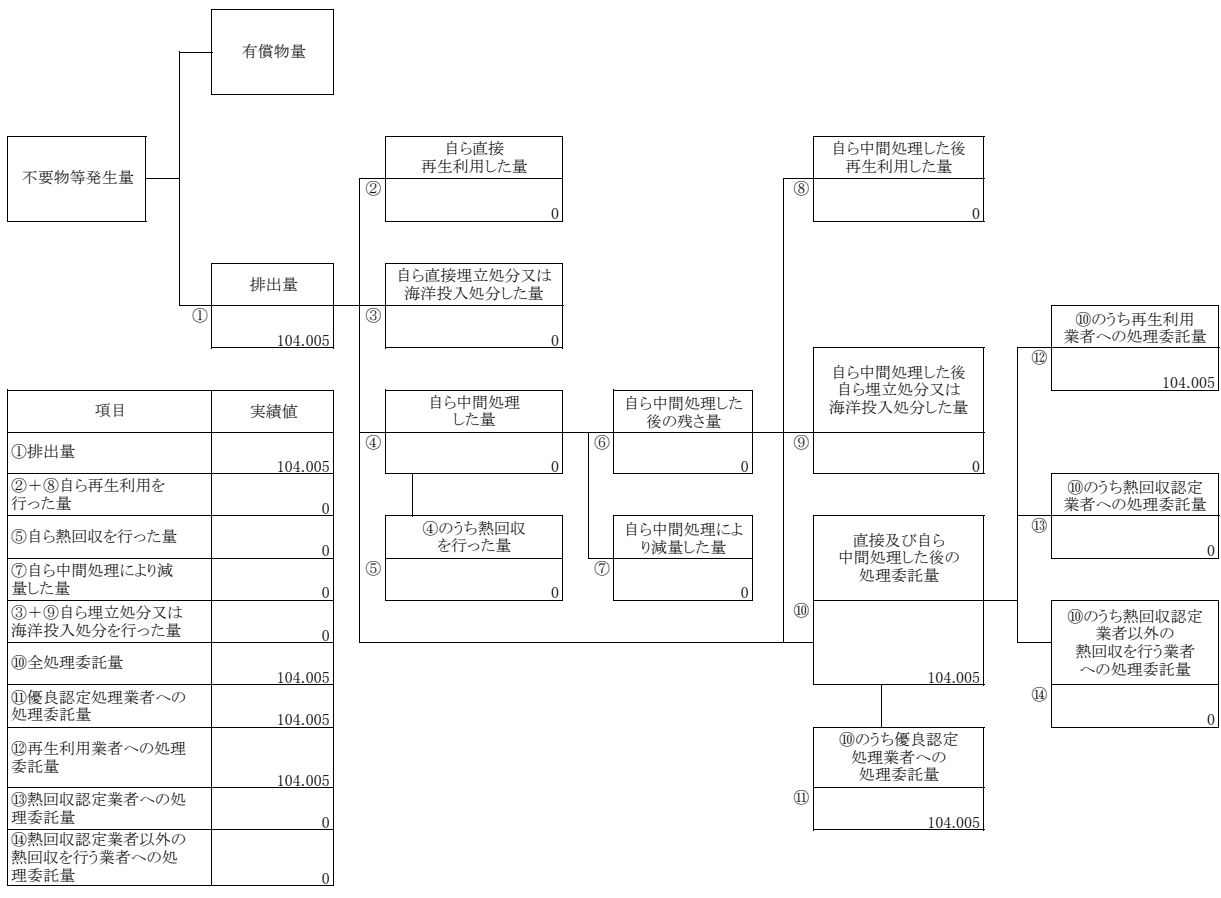 有償物量
不要物等発生量
自ら直接
再生利用した量
②
0
自ら中間処理した後
再生利用した量
⑧
0
排出量
①
104.005
自ら直接埋立処分又は
海洋投入処分した量
③
0
自ら中間処理
した量
④
0
自ら中間処理した
後の残さ量
⑥
0
自ら中間処理した後
自ら埋立処分又は
海洋投入処分した量
⑨
0
⑩のうち再生利用
業者への処理委託量
⑫
104.005
④のうち熱回収
を行った量
⑤
0
自ら中間処理によ
り減量した量
⑦
0
直接及び自ら
中間処理した後の
処理委託量
⑩
104.005
⑩のうち熱回収認定
業者への処理委託量
⑬
0
⑩のうち熱回収認定
業者以外の
熱回収を行う業者
への処理委託量
⑭
0
⑩のうち優良認定
処理業者への
処理委託量
⑪
104.005
項目
実績値
①排出量
104.005
②＋⑧自ら再生利用を
行った量
0
⑤自ら熱回収を行った量
0
⑦自ら中間処理により減
量した量
0
③＋⑨自ら埋立処分又は
海洋投入処分を行った量
0
⑩全処理委託量
104.005
⑪優良認定処理業者への
処理委託量
104.005
⑫再生利用業者への処理
委託量
104.005
⑬熱回収認定業者への処
理委託量
0
⑭熱回収認定業者以外の
熱回収を行う業者への処
理委託量
0